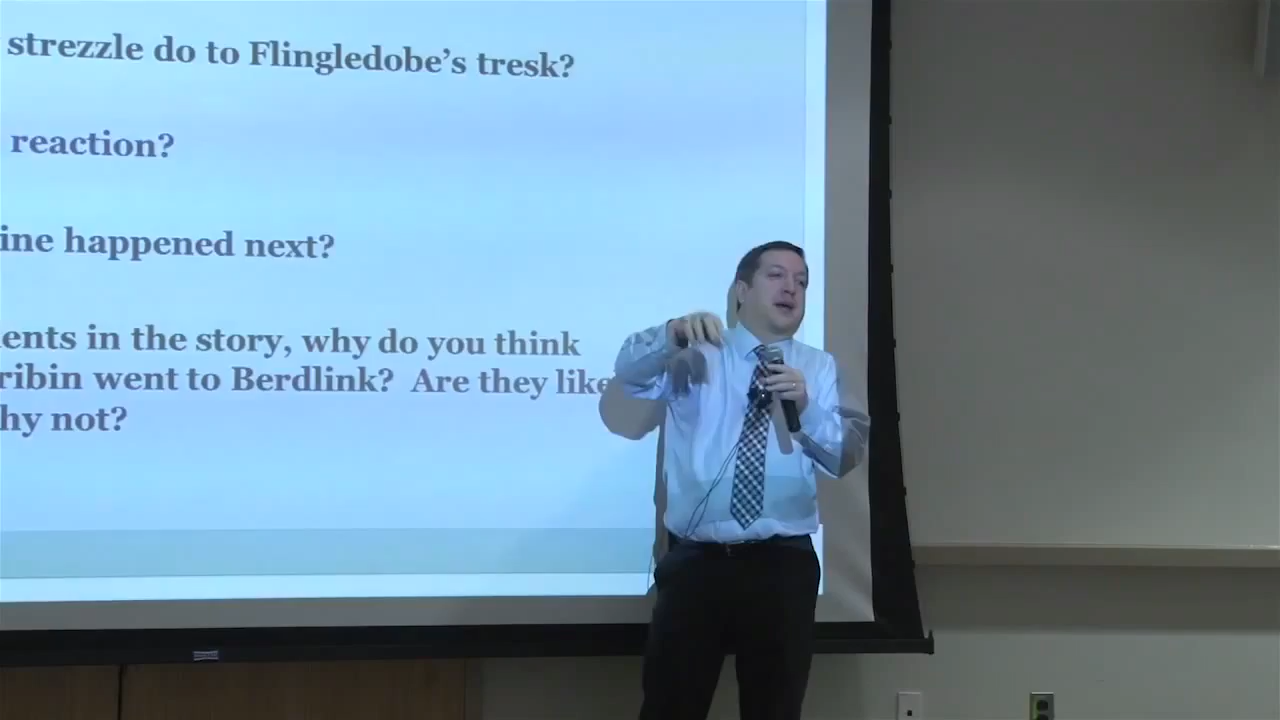 strezzle do to Flingledobe's tresk?
reaction?
ine happened next?
ents in the story, why do you think
ribin went to Berdlink? Are they like
hy not?